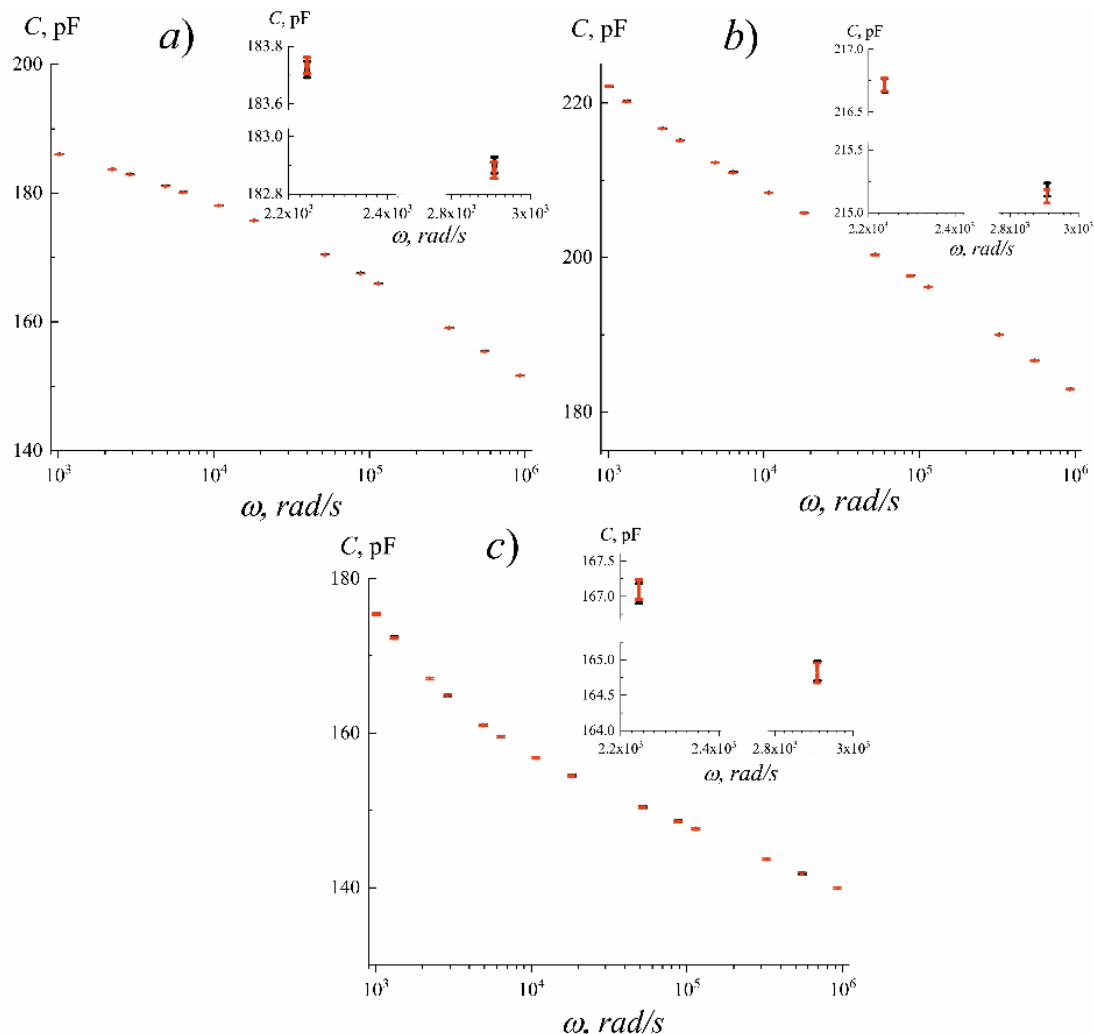 C, pF
a)
200
180
160
140
10³
10⁴
10⁵
10⁶
ω, rad/s
C, pF
183.8
183.6
183.0
182.8
2.2x10³
2.4x10³
2.8x10³
3x10³
ω, rad/s
C, pF
b)
220
200
180
10³
10⁴
10⁵
10⁶
ω, rad/s
C, pF
217.0
216.5
215.5
215.0
2.2x10³
2.4x10³
2.8x10³
3x10³
ω, rad/s
C, pF
c)
180
160
140
10³
10⁴
10⁵
10⁶
ω, rad/s
C, pF
167.5
167.0
165.0
164.5
164.0
2.2x10³
2.4x10³
2.8x10³
3x10³
ω, rad/s